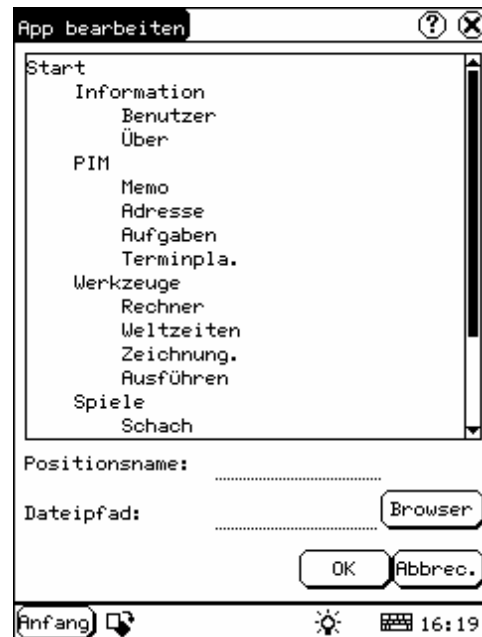 App bearbeiten ?
Start
Information
Benutzer
Über
PIM
Memo
Adresse
Aufgaben
Terminpla.
Werkzeuge
Rechner
Weltzeiten
Zeichnung.
Ausführen
Spiele
Schach
Positionsname:
Dateipfad: Browser
OK Abbrec.
Anfang 16:19